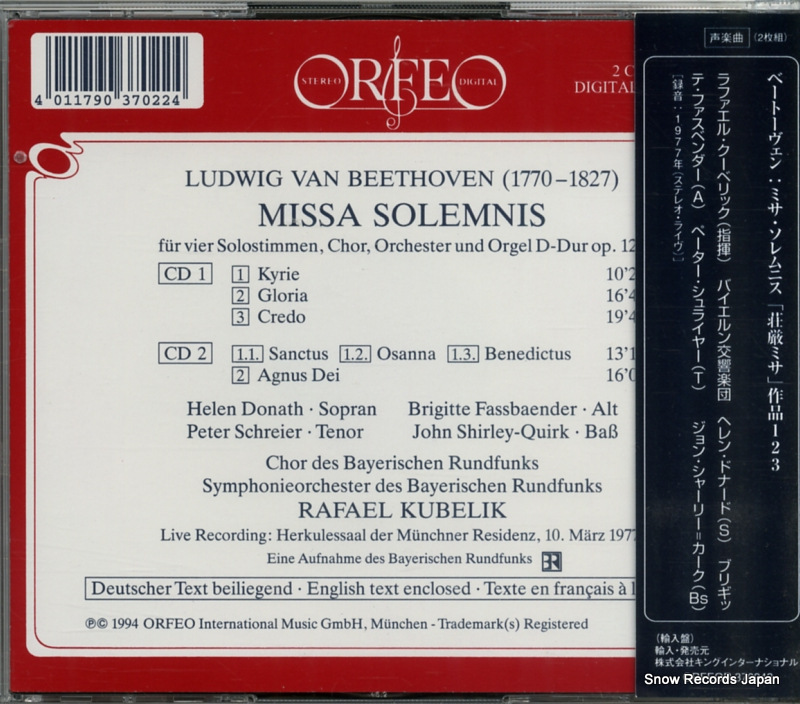 4 011790 370224
STEREO ORFEO DIGITAL
DIGITAL
LUDWIG VAN BEETHOVEN (1770–1827)
MISSA SOLEMNIS
für vier Solostimmen, Chor, Orchester und Orgel D-Dur op. 12
CD 1 1 Kyrie 10'2
2 Gloria 16'4
3 Credo 19'4
CD 2 1.1. Sanctus 1.2. Osanna 1.3. Benedictus 13'1
2 Agnus Dei 16'0
Helen Donath · Sopran Brigitte Fassbaender · Alt
Peter Schreier · Tenor John Shirley-Quirk · Baß
Chor des Bayerischen Rundfunks
Symphonieorchester des Bayerischen Rundfunks
RAFAEL KUBELIK
Live Recording: Herkulessaal der Münchner Residenz, 10. März 1977
Eine Aufnahme des Bayerischen Rundfunks BR
Deutscher Text beiliegend · English text enclosed · Texte en français à l
℗© 1994 ORFEO International Music GmbH, München - Trademark(s) Registered
声楽曲 (2枚組)
ベートーヴェン:ミサ・ソレムニス「荘厳ミサ」作品123
ラファエル・クーベリック(指揮) バイエルン交響楽団 ヘレン・ドナード(S) ブリギッ
テ・ファスベンダー(A) ペーター・シュライヤー(T) ジョン・シャーリー=カーク(Bs)
[録音:1977年(ステレオ・ライヴ)]
(輸入盤)
輸入・発売元
株式会社キングインターナショナル
Snow Records Japan